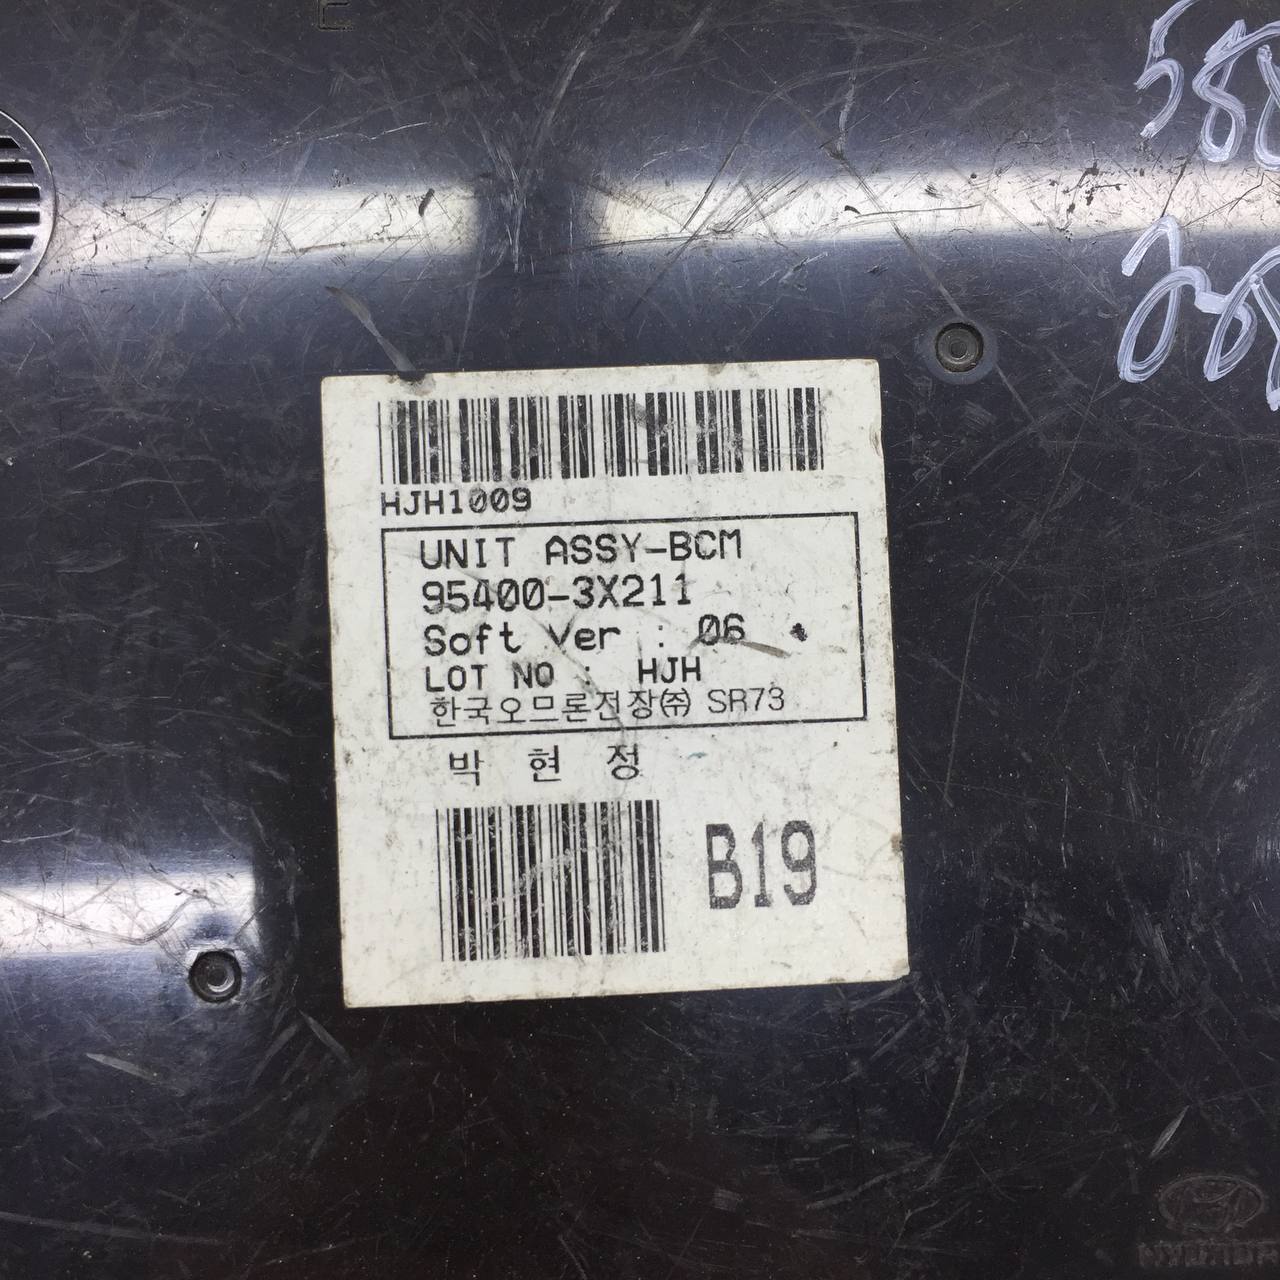 HJH1009
UNIT ASSY-BCM
95400-3X211
Soft Ver : 06
LOT NO : HJH
한국오므론전장㈜ SR73
박 현 정
B19
HYUNDAI